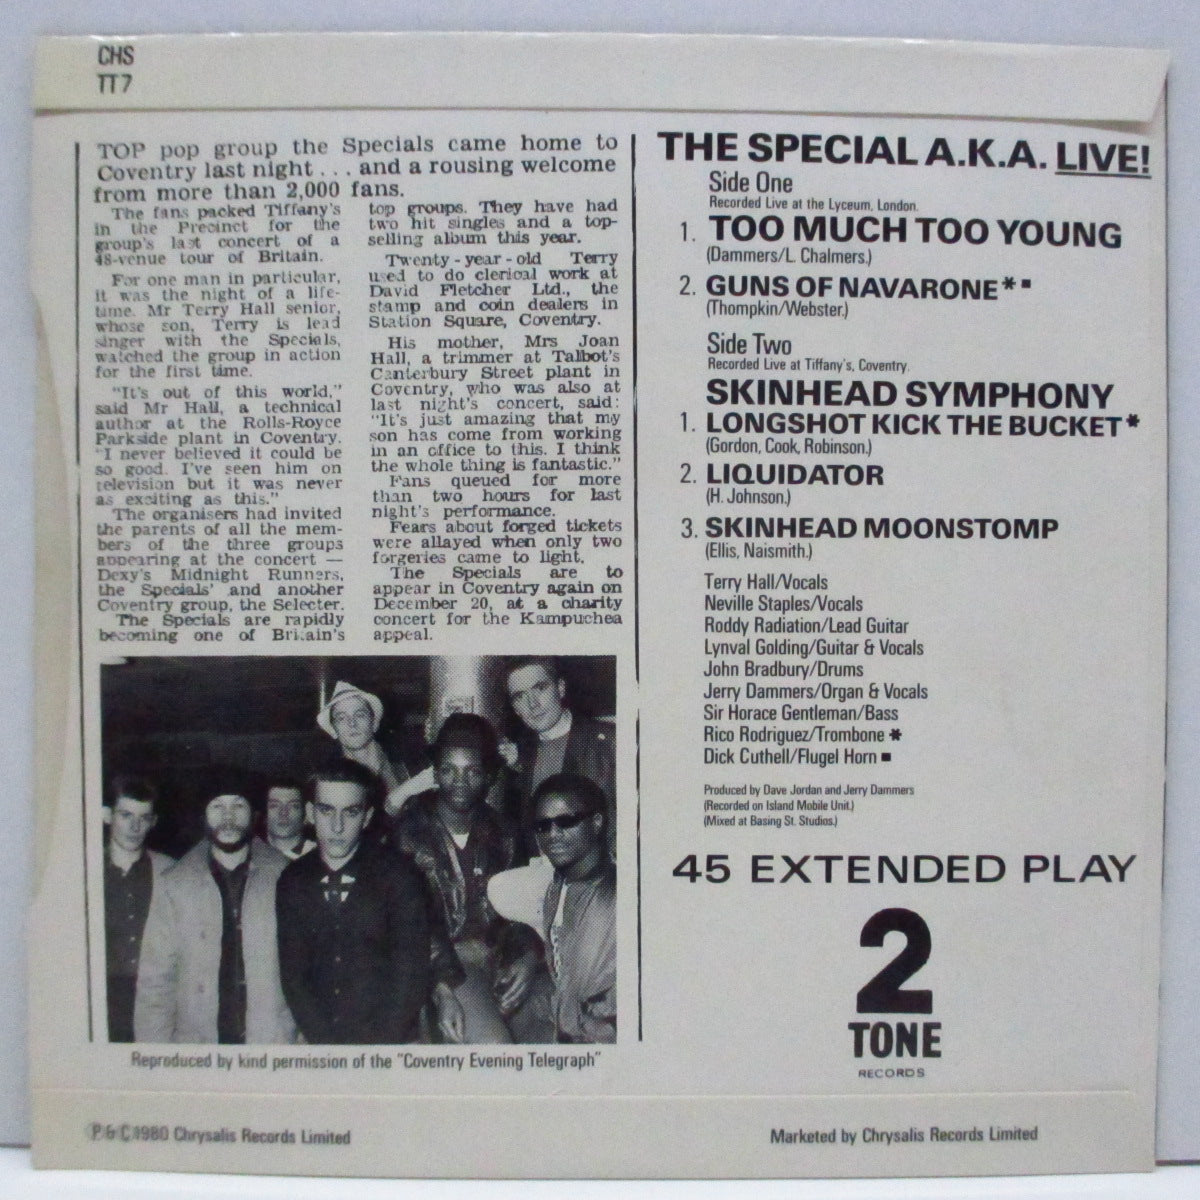 CHS
TT7
TOP pop group the Specials came home to
Coventry last night . . . and a rousing welcome
from more than 2,000 fans.
The fans packed Tiffany's
in the Precinct for the
group's last concert of a
48-venue tour of Britain.
For one man in particular,
it was the night of a life-
time. Mr Terry Hall senior,
whose son, Terry is lead
singer with the Specials,
watched the group in action
for the first time.
"It's out of this world,"
said Mr Hall, a technical
author at the Rolls-Royce
Parkside plant in Coventry.
"I never believed it could be
so good. I've seen him on
television but it was never
as exciting as this."
The organisers had invited
the parents of all the mem-
bers of the three groups
appearing at the concert —
Dexy's Midnight Runners,
the Specials' and another
Coventry group, the Selecter.
The Specials are rapidly
becoming one of Britain's
top groups. They have had
two hit singles and a top-
selling album this year.
Twenty-year-old Terry
used to do clerical work at
David Fletcher Ltd., the
stamp and coin dealers in
Station Square, Coventry.
His mother, Mrs Joan
Hall, a trimmer at Talbot's
Canterbury Street plant in
Coventry, who was also at
last night's concert, said:
"It's just amazing that my
son has come from working
in an office to this. I think
the whole thing is fantastic."
Fans queued for more
than two hours for last
night's performance.
Fears about forged tickets
were allayed when only two
forgeries came to light.
The Specials are to
appear in Coventry again on
December 20, at a charity
concert for the Kampuchea
appeal.
Reproduced by kind permission of the "Coventry Evening Telegraph"
THE SPECIAL A.K.A. LIVE!
Side One
Recorded Live at the Lyceum, London.
1. TOO MUCH TOO YOUNG
(Dammers/L. Chalmers.)
2. GUNS OF NAVARONE*▪
(Thompkin/Webster.)
Side Two
Recorded Live at Tiffany's, Coventry.
SKINHEAD SYMPHONY
1. LONGSHOT KICK THE BUCKET*
(Gordon, Cook, Robinson.)
2. LIQUIDATOR
(H. Johnson.)
3. SKINHEAD MOONSTOMP
(Ellis, Naismith.)
Terry Hall/Vocals
Neville Staples/Vocals
Roddy Radiation/Lead Guitar
Lynval Golding/Guitar & Vocals
John Bradbury/Drums
Jerry Dammers/Organ & Vocals
Sir Horace Gentleman/Bass
Rico Rodriguez/Trombone *
Dick Cuthell/Flugel Horn ▪
Produced by Dave Jordan and Jerry Dammers
(Recorded on Island Mobile Unit.)
(Mixed at Basing St. Studios.)
45 EXTENDED PLAY
2
TONE
RECORDS
P & C 1980 Chrysalis Records Limited
Marketed by Chrysalis Records Limited